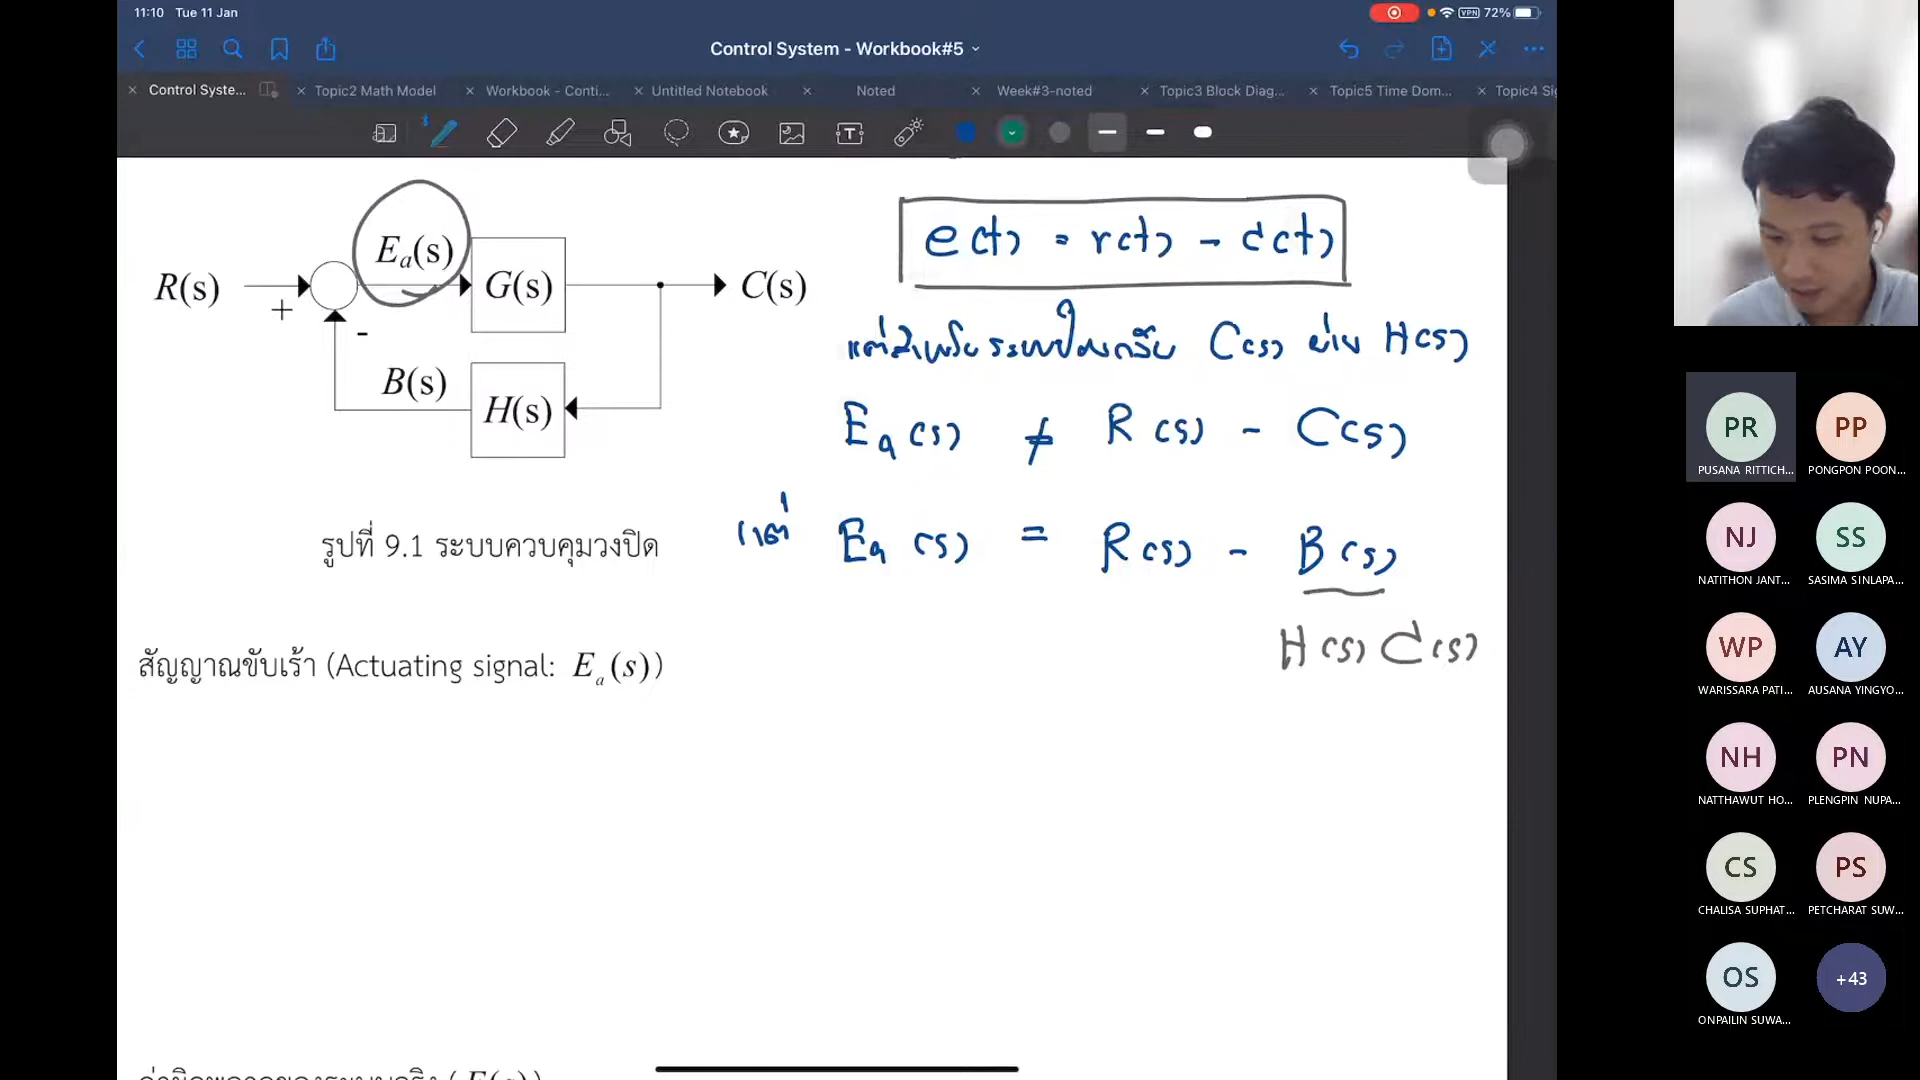 11:10 Tue 11 Jan
VPN 72%
Control System - Workbook#5
Control Syste...
Topic2 Math Model
Workbook - Conti...
Untitled Notebook
Noted
Week#3-noted
Topic3 Block Diag...
Topic5 Time Dom...
Topic4 Si
R(s)
+
-
Ea(s)
G(s)
C(s)
B(s)
H(s)
รูปที่ 9.1 ระบบควบคุมวงปิด
e(t) = r(t) - c(t)
แต่สำหรับระบบป้อนกลับ C(s) ผ่าน H(s)
Ea(s) ≠ R(s) - C(s)
แต่ Ea(s) = R(s) - B(s)
H(s) C(s)
สัญญาณขับเร้า (Actuating signal: Ea(s))
PR
PUSANA RITTICH...
PP
PONGPON POON...
NJ
NATITHON JANT...
SS
SASIMA SINLAPA...
WP
WARISSARA PATI...
AY
AUSANA YINGYO...
NH
NATTHAWUT HO...
PN
PLENGPIN NUPA...
CS
CHALISA SUPHAT...
PS
PETCHARAT SUW...
OS
ONPAILIN SUWA...
+43